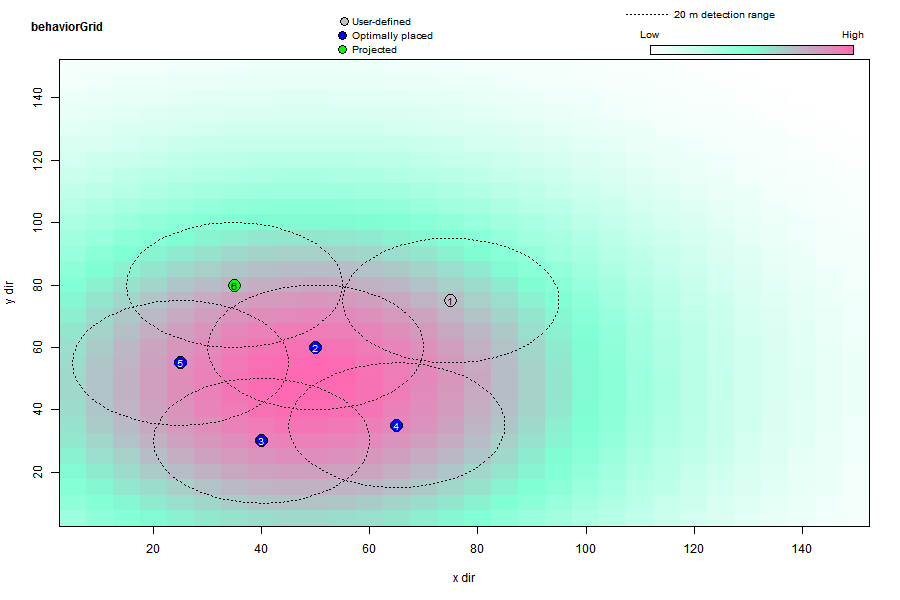 behaviorGrid
User-defined
Optimally placed
Projected
20 m detection range
Low High
140
120
100
80
60
40
20
y dir
6
1
2
5
4
3
20 40 60 80 100 120 140
x dir